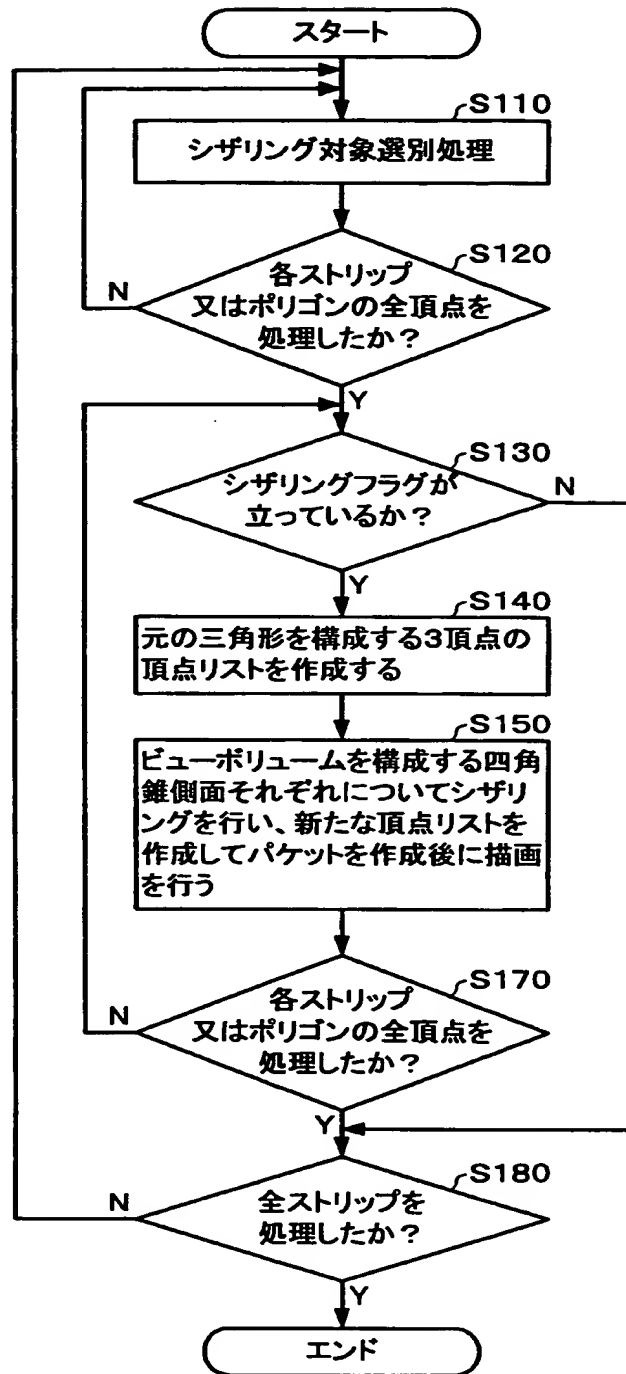 スタート
S110
シザリング対象選別処理
S120
各ストリップ
又はポリゴンの全頂点を
処理したか？
N
Y
S130
シザリングフラグが
立っているか？
N
Y
S140
元の三角形を構成する3頂点の
頂点リストを作成する
S150
ビューボリュームを構成する四角
錐側面それぞれについてシザリ
ングを行い、新たな頂点リストを
作成してパケットを作成後に描画
を行う
S170
各ストリップ
又はポリゴンの全頂点を
処理したか？
N
Y
S180
全ストリップを
処理したか？
N
Y
エンド